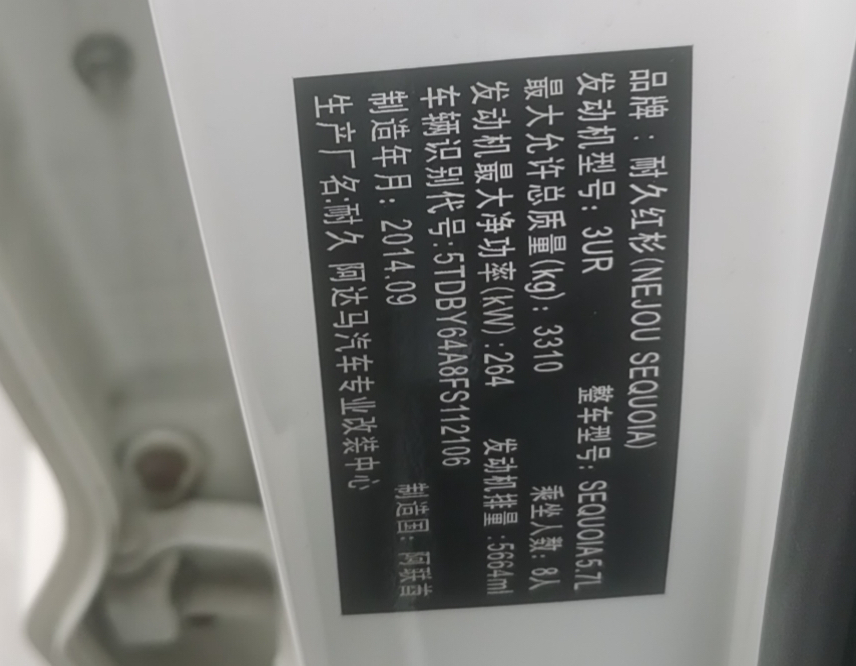 品牌：耐久红杉(NEJOU SEQUOIA)
发动机型号: 3UR 整车型号: SEQUOIA5.7L
最大允许总质量(kg): 3310 乘坐人数: 8人
发动机最大净功率(kW):264 发动机排量:5664ml
车辆识别代号:5TDBY64A8FS112106
制造年月: 2014.09 制造国: 阿联酋
生产厂名:耐久 阿达马汽车专业改装中心